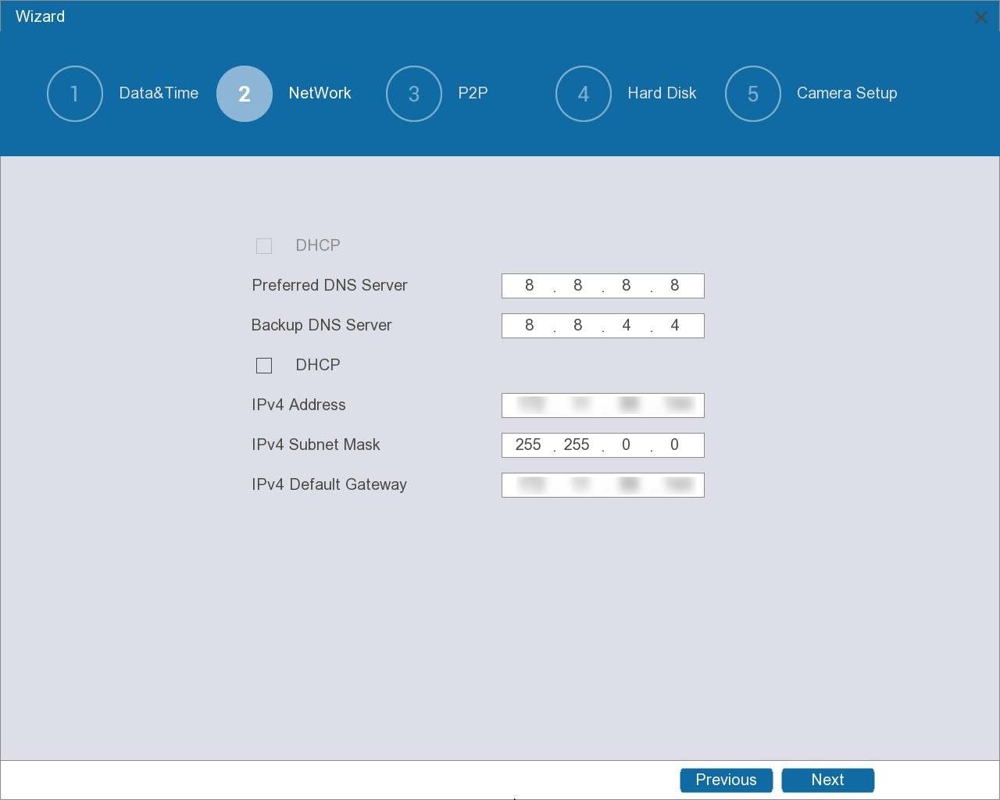 Wizard
1 Data&Time 2 NetWork 3 P2P 4 Hard Disk 5 Camera Setup
DHCP
Preferred DNS Server 8 . 8 . 8 . 8
Backup DNS Server 8 . 8 . 4 . 4
DHCP
IPv4 Address
IPv4 Subnet Mask 255 . 255 . 0 . 0
IPv4 Default Gateway
Previous Next